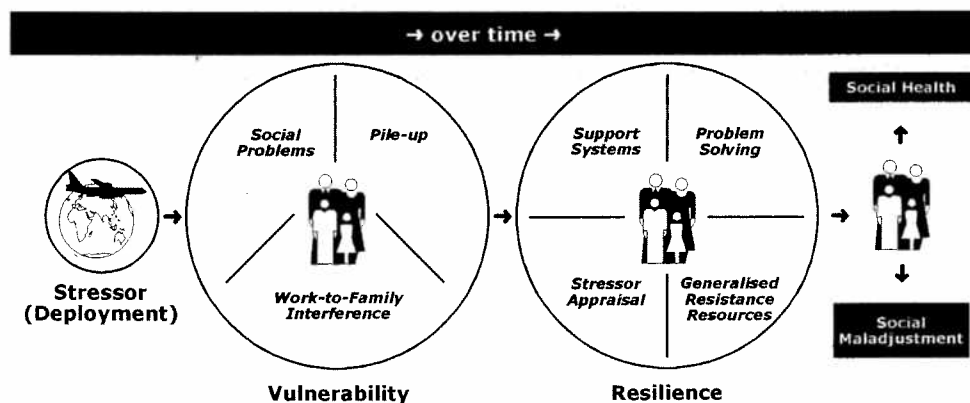 → over time →
Social Health
Social
Problems
Pile-up
Support
Systems
Problem
Solving
Stressor
(Deployment)
Work-to-Family
Interference
Stressor
Appraisal
Generalised
Resistance
Resources
Social
Maladjustment
Vulnerability
Resilience